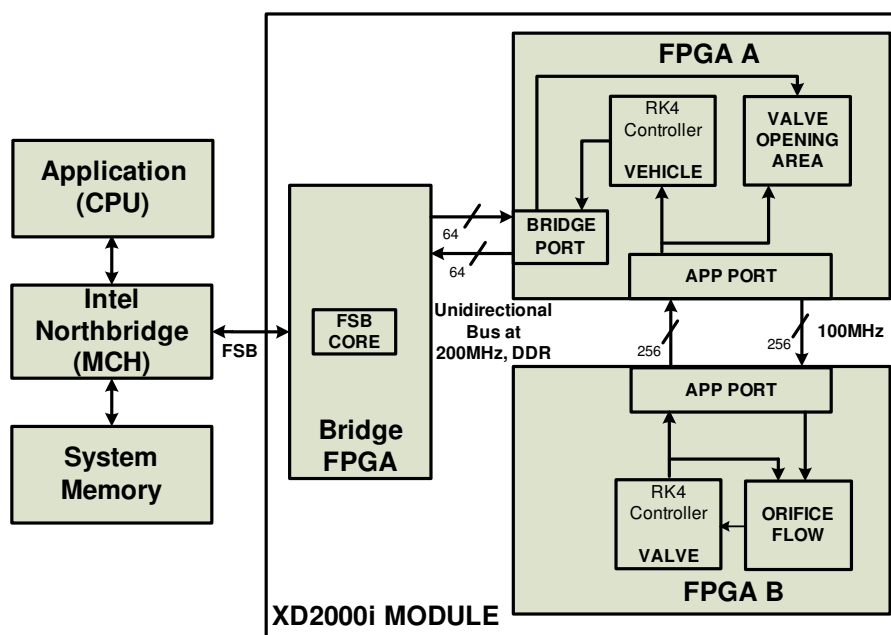 Application
(CPU)
Intel
Northbridge
(MCH)
System
Memory
FSB
FSB
CORE
Bridge
FPGA
64
64
Unidirectional
Bus at
200MHz, DDR
FPGA A
RK4
Controller
VEHICLE
VALVE
OPENING
AREA
BRIDGE
PORT
APP PORT
256
256
100MHz
APP PORT
RK4
Controller
VALVE
ORIFICE
FLOW
FPGA B
XD2000i MODULE